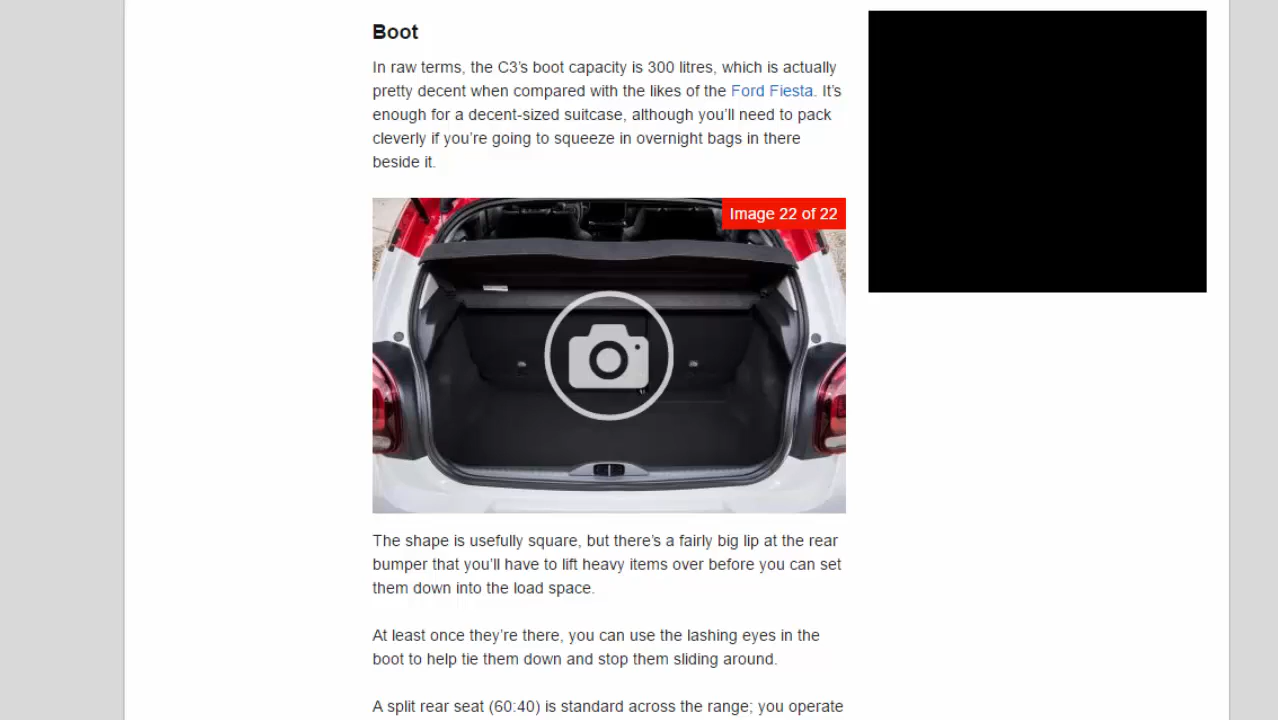 Boot
In raw terms, the C3’s boot capacity is 300 litres, which is actually
pretty decent when compared with the likes of the Ford Fiesta. It’s
enough for a decent-sized suitcase, although you’ll need to pack
cleverly if you’re going to squeeze in overnight bags in there
beside it.
Image 22 of 22
The shape is usefully square, but there’s a fairly big lip at the rear
bumper that you’ll have to lift heavy items over before you can set
them down into the load space.
At least once they’re there, you can use the lashing eyes in the
boot to help tie them down and stop them sliding around.
A split rear seat (60:40) is standard across the range; you operate